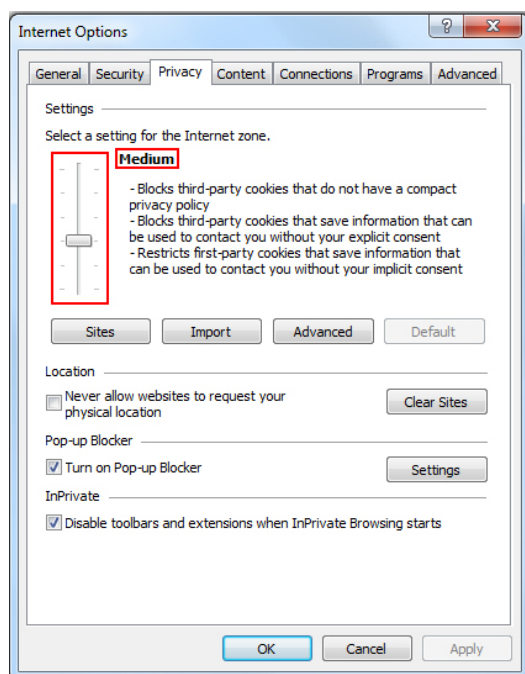 Internet Options
?
X
General Security Privacy Content Connections Programs Advanced
Settings
Select a setting for the Internet zone.
Medium
- Blocks third-party cookies that do not have a compact
privacy policy
- Blocks third-party cookies that save information that can
be used to contact you without your explicit consent
- Restricts first-party cookies that save information that
can be used to contact you without your implicit consent
Sites Import Advanced Default
Location
Never allow websites to request your
physical location
Clear Sites
Pop-up Blocker
Turn on Pop-up Blocker
Settings
InPrivate
Disable toolbars and extensions when InPrivate Browsing starts
OK Cancel Apply